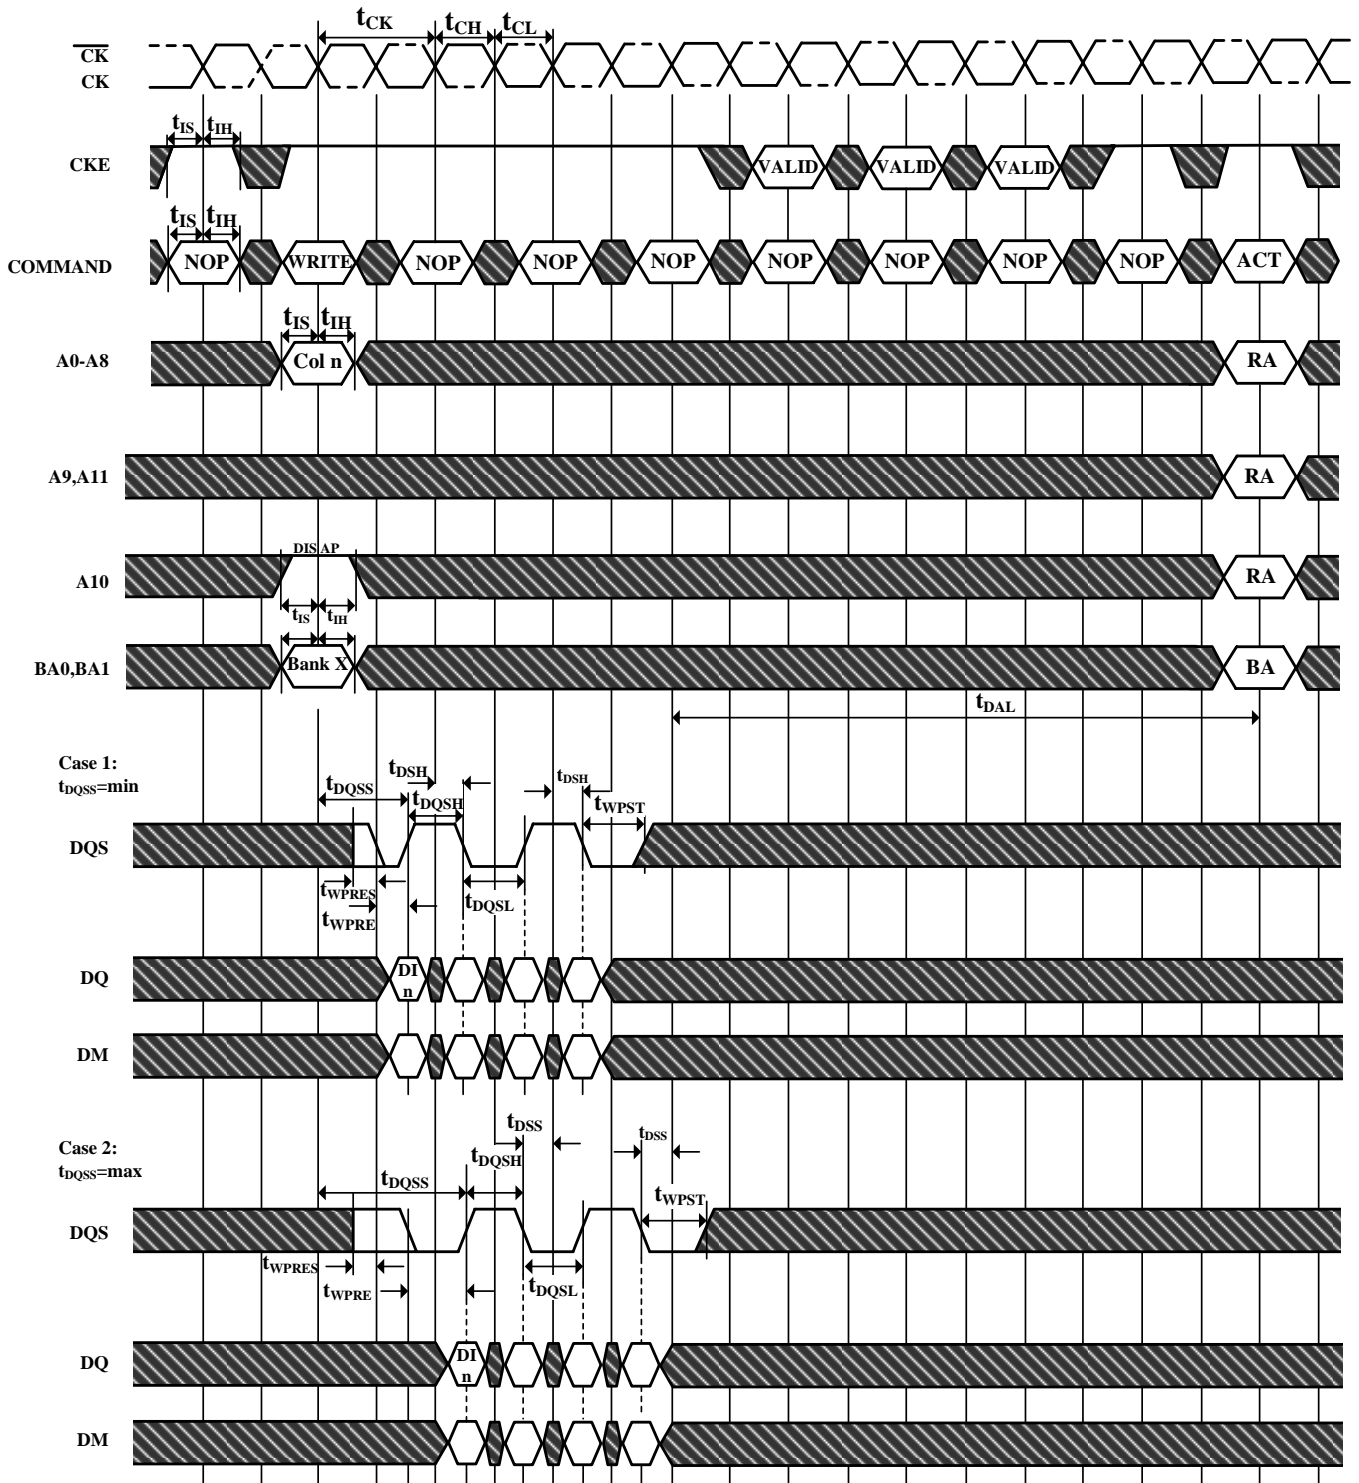 tCK tCH tCL
CK
CK
tIS tIH
CKE VALID VALID VALID
tIS tIH
COMMAND NOP WRITE NOP NOP NOP NOP NOP NOP NOP ACT
tIS tIH
A0-A8 Col n RA
A9,A11 RA
DIS AP
A10 RA
tIS tIH
BA0,BA1 Bank X BA
tDAL
Case 1:
tDQSS=min
tDSH tDSH
tDQSS tDQSH tWPST
DQS
tWPRES
tWPRE tDQSL
DQ DI
n
DM
Case 2:
tDQSS=max
tDSS tDSS
tDQSH
tDQSS tWPST
DQS
tWPRES
tWPRE tDQSL
DQ DI
n
DM